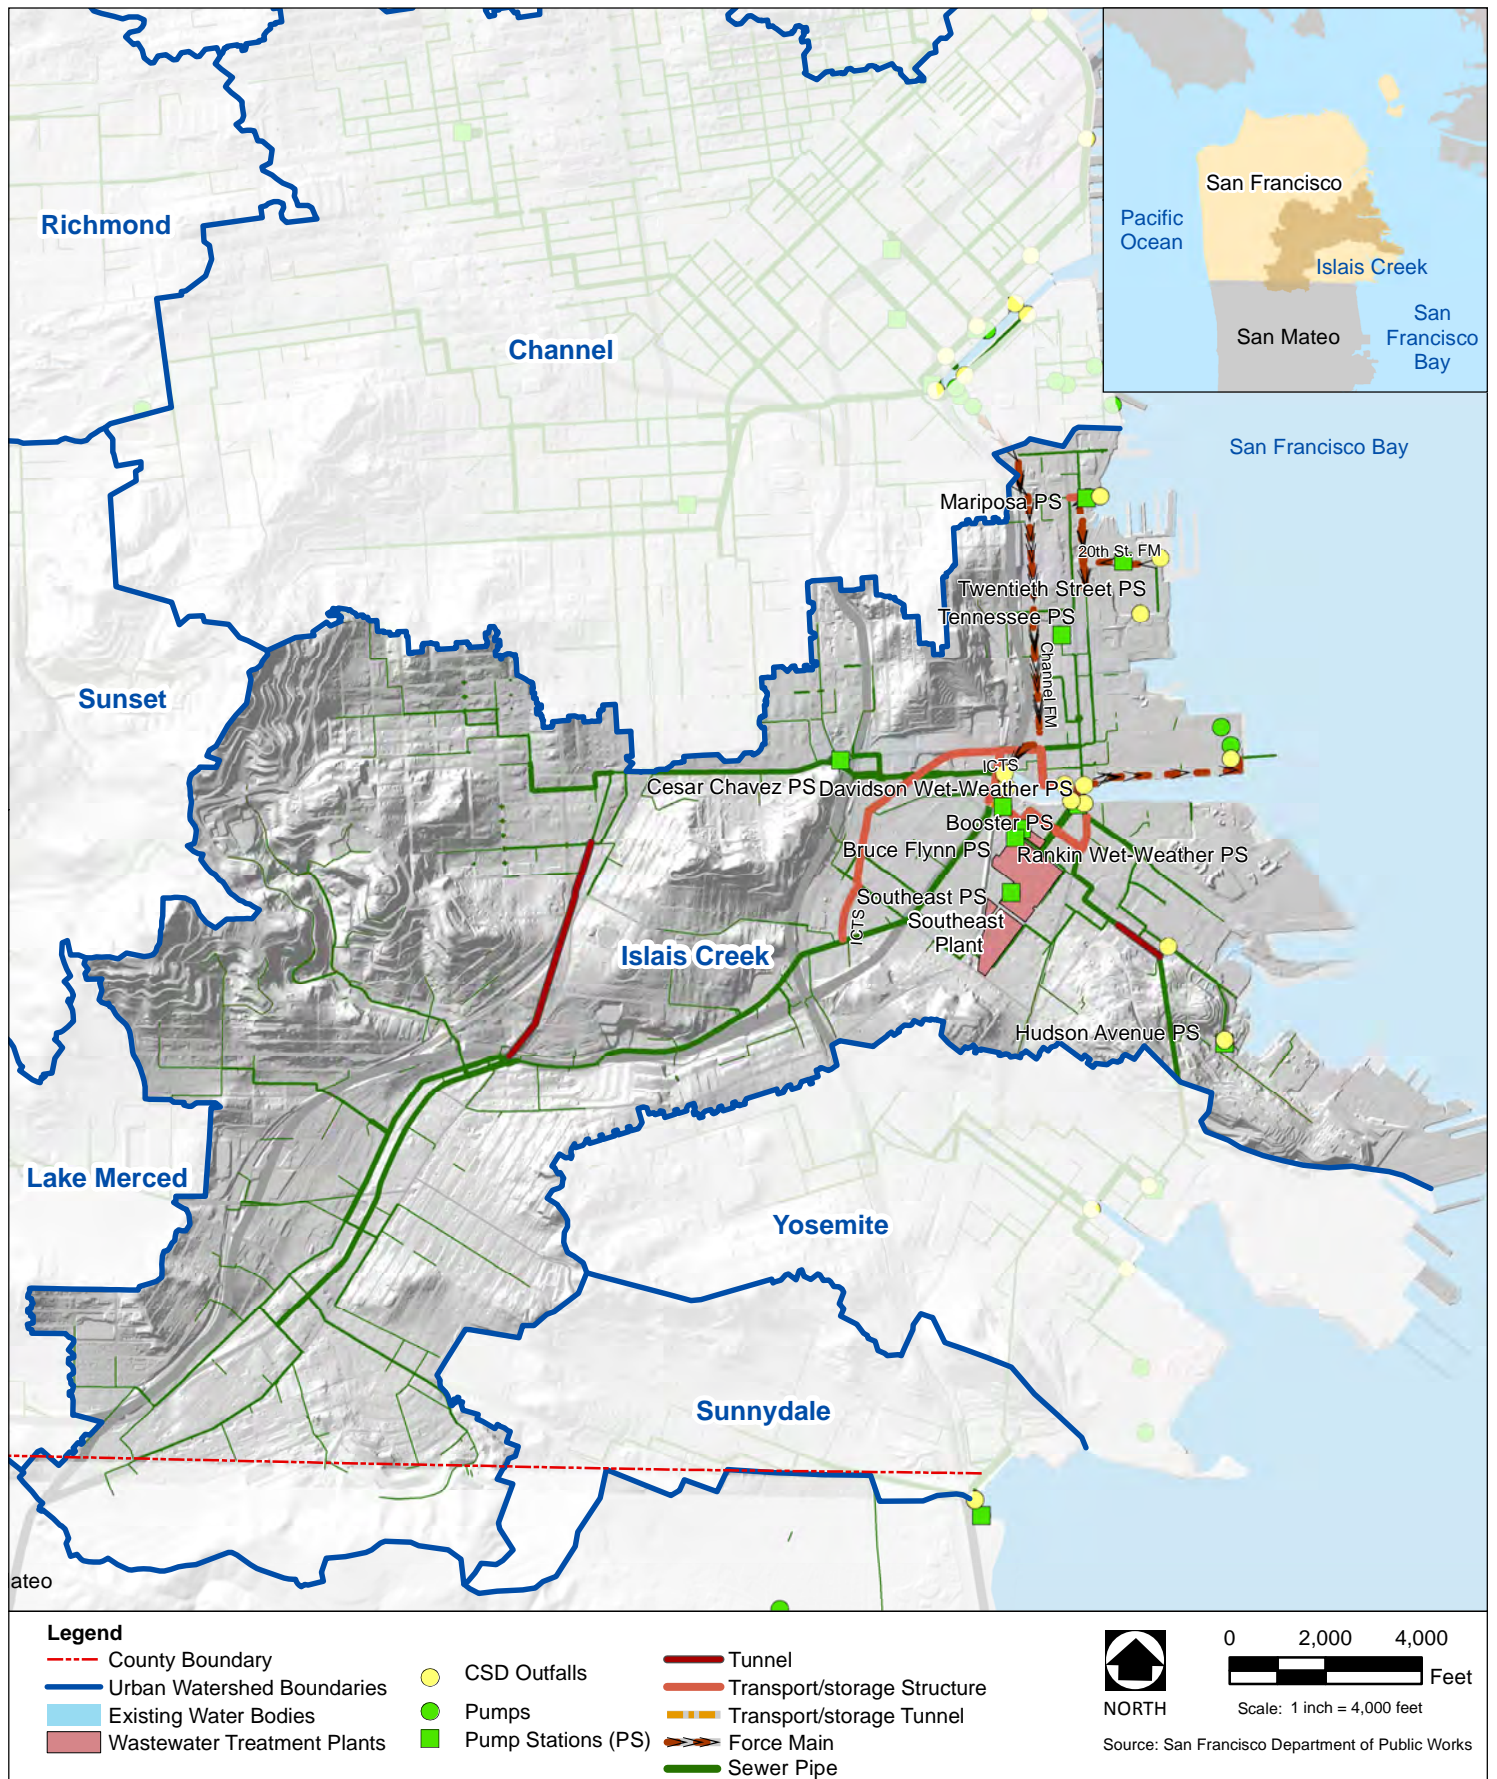 San Francisco
Pacific
Ocean
Islais Creek
San
Francisco
Bay
San Mateo
Richmond
Channel
San Francisco Bay
Mariposa PS
20th St. FM
Twentieth Street PS
Tennessee PS
Channel FM
Sunset
ICTS
Cesar Chavez PS
Davidson Wet-Weather PS
Booster PS
Bruce Flynn PS
Rankin Wet-Weather PS
Southeast PS
Southeast
Plant
ICTS
Islais Creek
Hudson Avenue PS
Lake Merced
Yosemite
Sunnydale
ateo
Legend
County Boundary
Urban Watershed Boundaries
Existing Water Bodies
Wastewater Treatment Plants
CSD Outfalls
Pumps
Pump Stations (PS)
Tunnel
Transport/storage Structure
Transport/storage Tunnel
Force Main
Sewer Pipe
NORTH
0 2,000 4,000
Feet
Scale: 1 inch = 4,000 feet
Source: San Francisco Department of Public Works